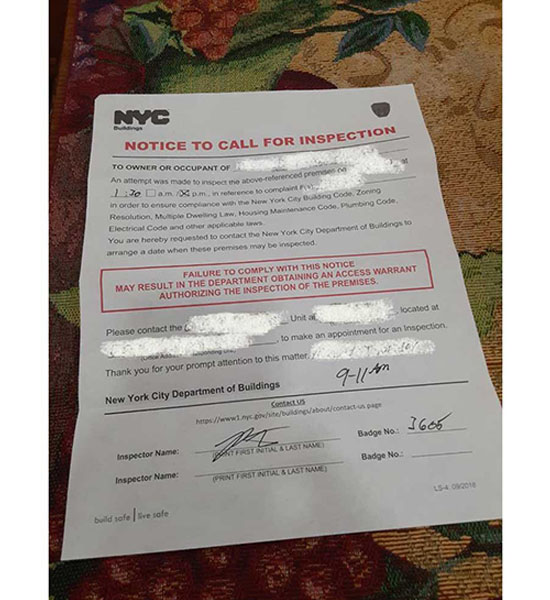 NYC
Buildings
NOTICE TO CALL FOR INSPECTION
TO OWNER OR OCCUPANT OF
An attempt was made to inspect the above-referenced premises on at
1:30 ☐ a.m. ☒ p.m., in reference to complaint #(s)
in order to ensure compliance with the New York City Building Code, Zoning
Resolution, Multiple Dwelling Law, Housing Maintenance Code, Plumbing Code,
Electrical Code and other applicable laws.
You are hereby requested to contact the New York City Department of Buildings to
arrange a date when these premises may be inspected.
FAILURE TO COMPLY WITH THIS NOTICE
MAY RESULT IN THE DEPARTMENT OBTAINING AN ACCESS WARRANT
AUTHORIZING THE INSPECTION OF THE PREMISES.
Please contact the Unit at located at
to make an appointment for an Inspection.
Thank you for your prompt attention to this matter.
9-11 Am
New York City Department of Buildings
Contact US
https://www1.nyc.gov/site/buildings/about/contact-us.page
Inspector Name: Badge No.:
(PRINT FIRST INITIAL & LAST NAME)
Inspector Name: Badge No.:
(PRINT FIRST INITIAL & LAST NAME)
build safe | live safe
LS-4: 09/2018